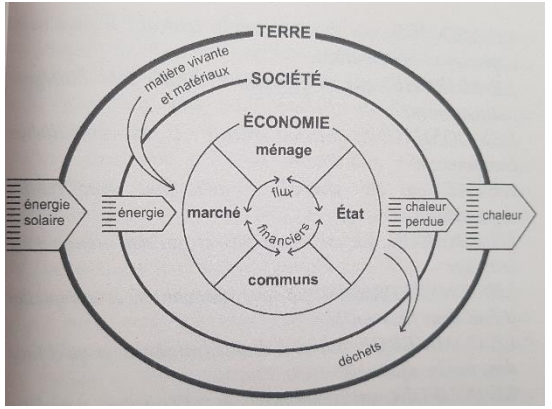 TERRE
matière vivante
et matériaux
SOCIÉTÉ
ÉCONOMIE
ménage
énergie
solaire
énergie
marché
flux
financiers
État
chaleur
perdue
chaleur
communs
déchets